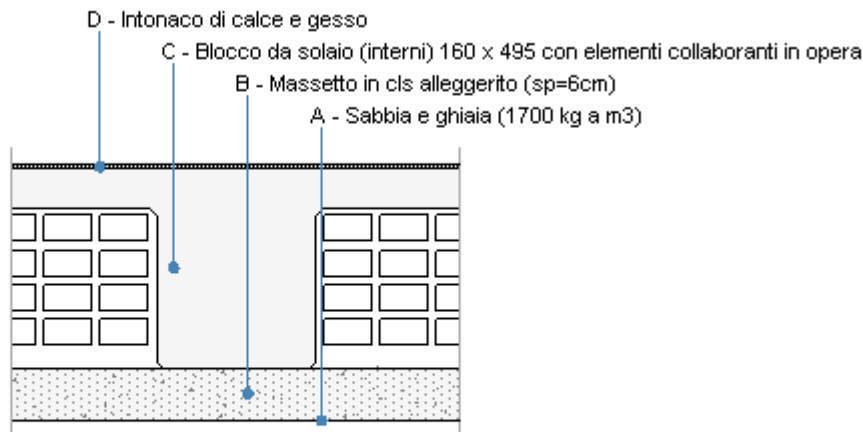 D - Intonaco di calce e gesso
C - Blocco da solaio (interni) 160 x 495 con elementi collaboranti in opera
B - Massetto in cls alleggerito (sp=6cm)
A - Sabbia e ghiaia (1700 kg a m3)